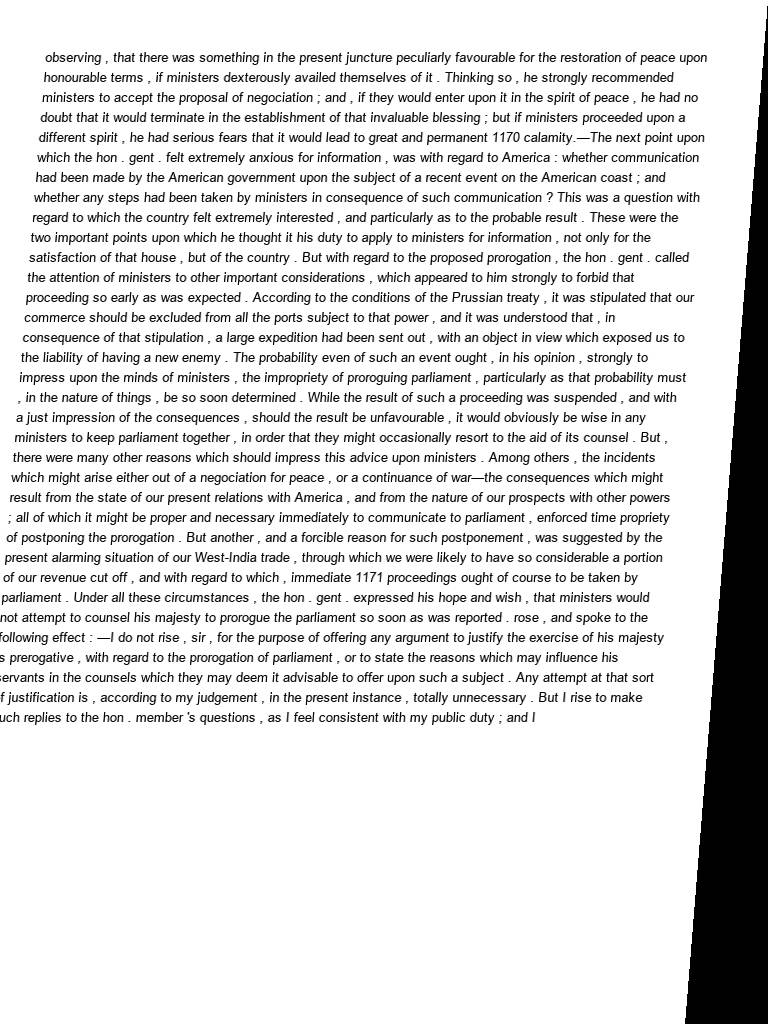 observing , that there was something in the present juncture peculiarly favourable for the restoration of peace upon
honourable terms , if ministers dexterously availed themselves of it . Thinking so , he strongly recommended
ministers to accept the proposal of negociation ; and , if they would enter upon it in the spirit of peace , he had no
doubt that it would terminate in the establishment of that invaluable blessing ; but if ministers proceeded upon a
different spirit , he had serious fears that it would lead to great and permanent 1170 calamity.—The next point upon
which the hon . gent . felt extremely anxious for information , was with regard to America : whether communication
had been made by the American government upon the subject of a recent event on the American coast ; and
whether any steps had been taken by ministers in consequence of such communication ? This was a question with
regard to which the country felt extremely interested , and particularly as to the probable result . These were the
two important points upon which he thought it his duty to apply to ministers for information , not only for the
satisfaction of that house , but of the country . But with regard to the proposed prorogation , the hon . gent . called
the attention of ministers to other important considerations , which appeared to him strongly to forbid that
proceeding so early as was expected . According to the conditions of the Prussian treaty , it was stipulated that our
commerce should be excluded from all the ports subject to that power , and it was understood that , in
consequence of that stipulation , a large expedition had been sent out , with an object in view which exposed us to
the liability of having a new enemy . The probability even of such an event ought , in his opinion , strongly to
impress upon the minds of ministers , the impropriety of proroguing parliament , particularly as that probability must
, in the nature of things , be so soon determined . While the result of such a proceeding was suspended , and with
a just impression of the consequences , should the result be unfavourable , it would obviously be wise in any
ministers to keep parliament together , in order that they might occasionally resort to the aid of its counsel . But ,
there were many other reasons which should impress this advice upon ministers . Among others , the incidents
which might arise either out of a negociation for peace , or a continuance of war—the consequences which might
result from the state of our present relations with America , and from the nature of our prospects with other powers
; all of which it might be proper and necessary immediately to communicate to parliament , enforced time propriety
of postponing the prorogation . But another , and a forcible reason for such postponement , was suggested by the
present alarming situation of our West-India trade , through which we were likely to have so considerable a portion
of our revenue cut off , and with regard to which , immediate 1171 proceedings ought of course to be taken by
parliament . Under all these circumstances , the hon . gent . expressed his hope and wish , that ministers would
not attempt to counsel his majesty to prorogue the parliament so soon as was reported . rose , and spoke to the
following effect : —I do not rise , sir , for the purpose of offering any argument to justify the exercise of his majesty
s prerogative , with regard to the prorogation of parliament , or to state the reasons which may influence his
servants in the counsels which they may deem it advisable to offer upon such a subject . Any attempt at that sort
f justification is , according to my judgement , in the present instance , totally unnecessary . But I rise to make
uch replies to the hon . member 's questions , as I feel consistent with my public duty ; and I